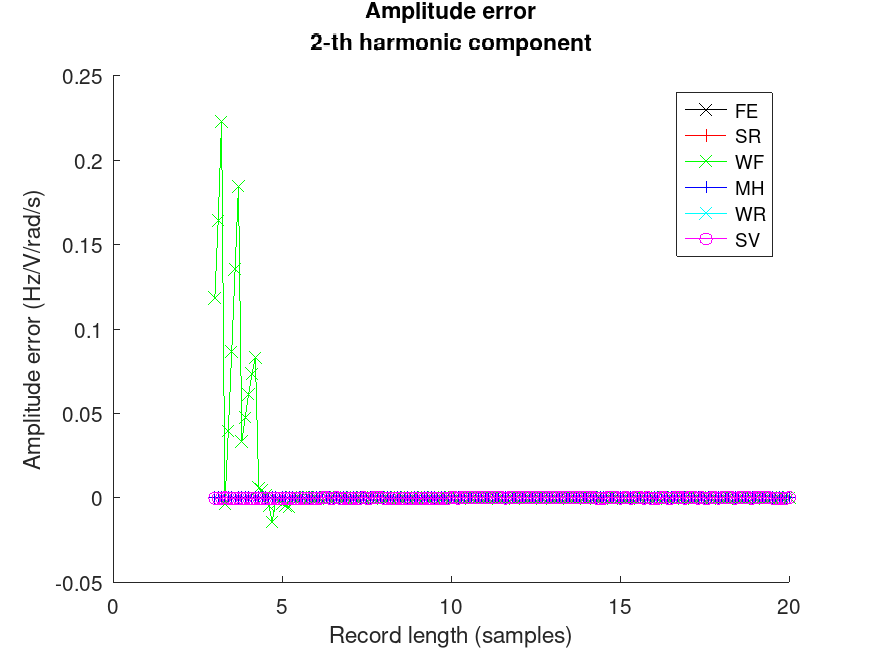 Amplitude error
2-th harmonic component
0.25
0.2
0.15
0.1
0.05
0
-0.05
Amplitude error (Hz/V/rad/s)
FE
SR
WF
MH
WR
SV
0
5
10
15
20
Record length (samples)